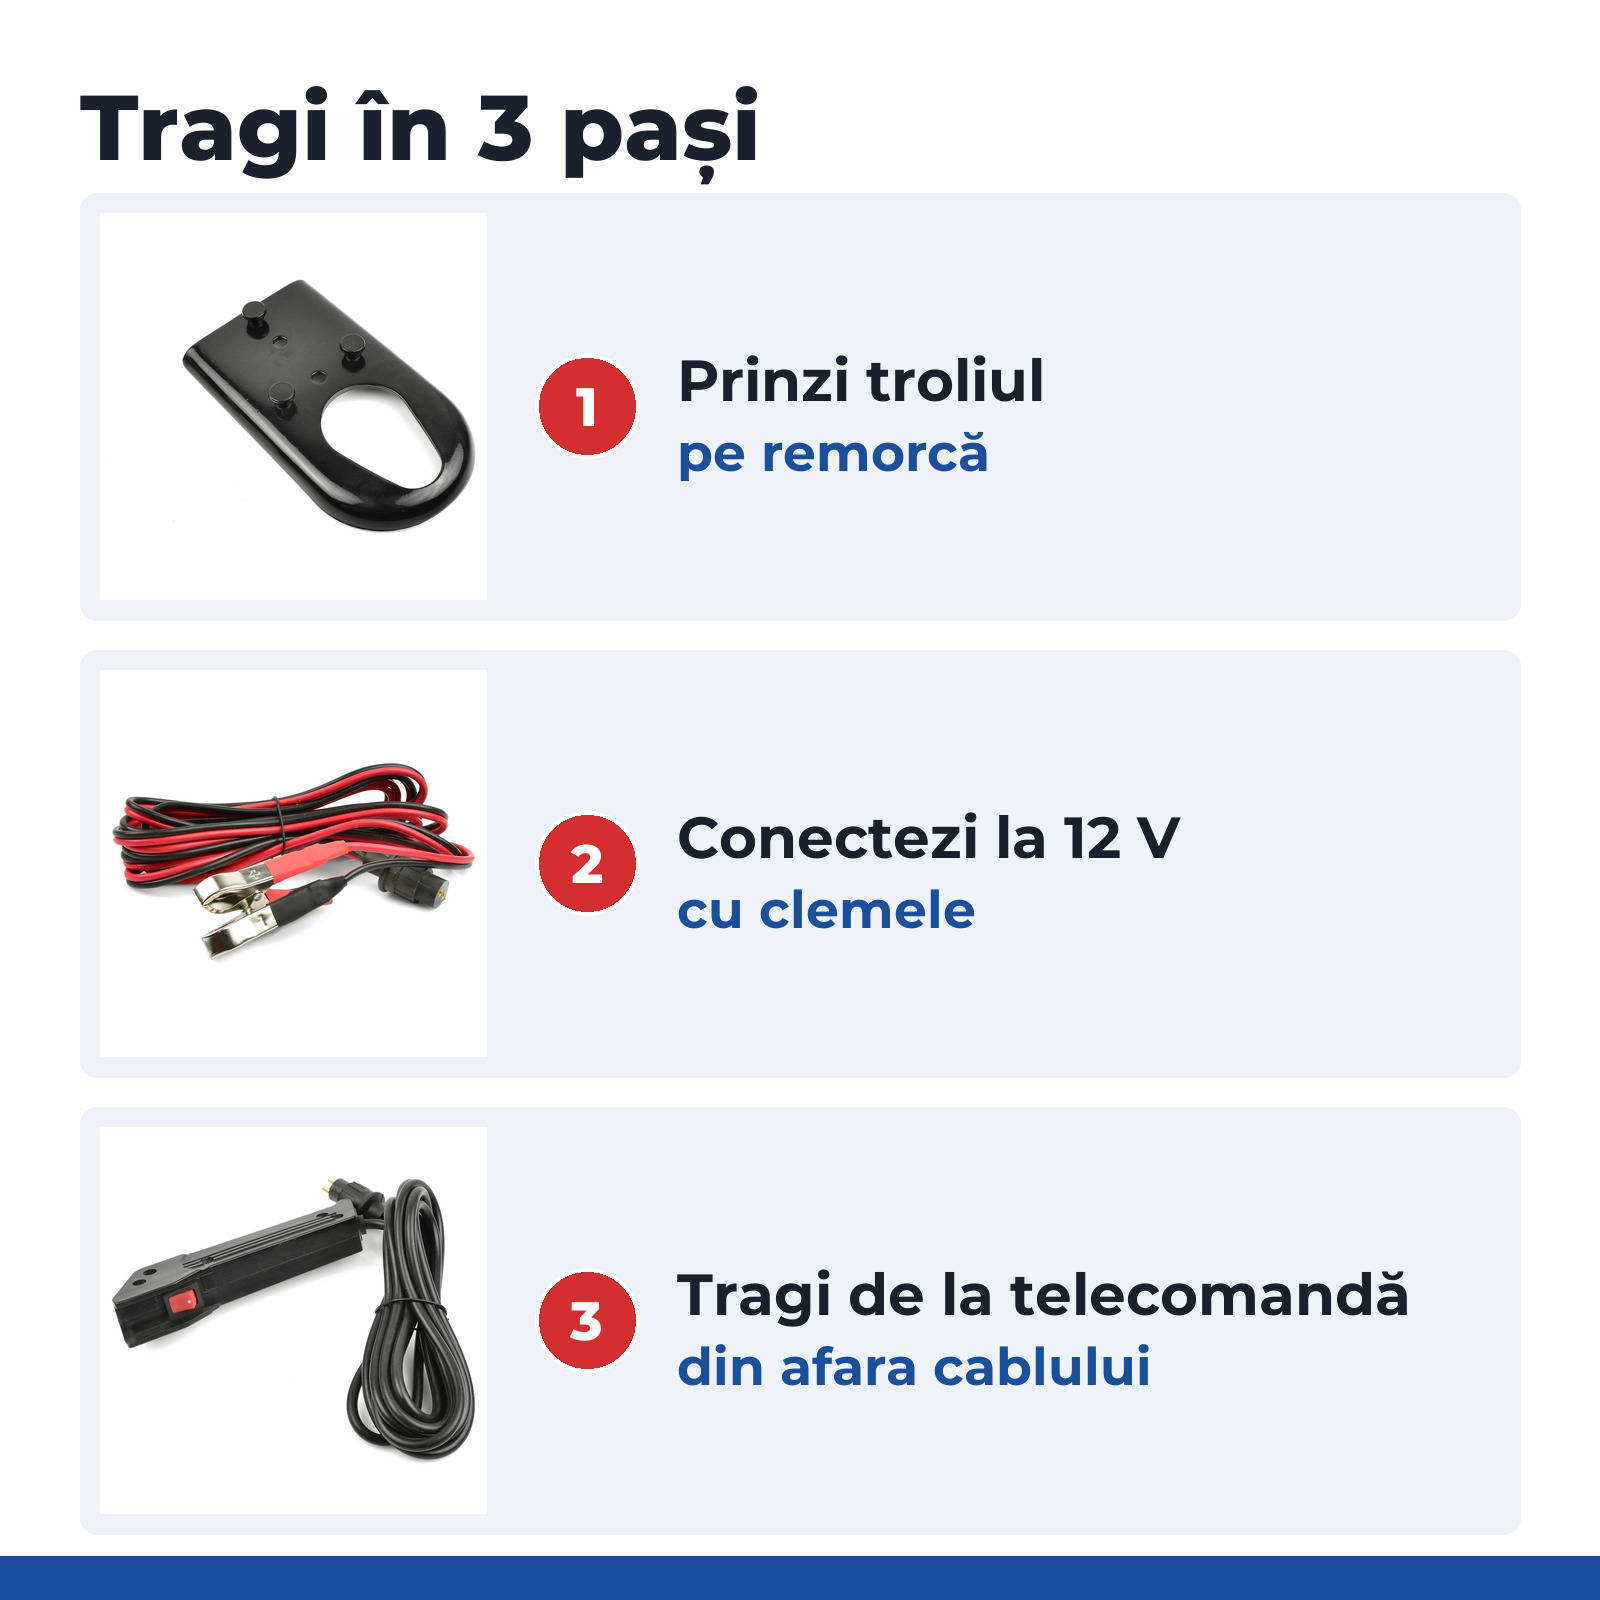 Tragi în 3 pași
1
Prinzi troliul
pe remorcă
2
Conectezi la 12 V
cu clemele
3
Tragi de la telecomandă
din afara cablului